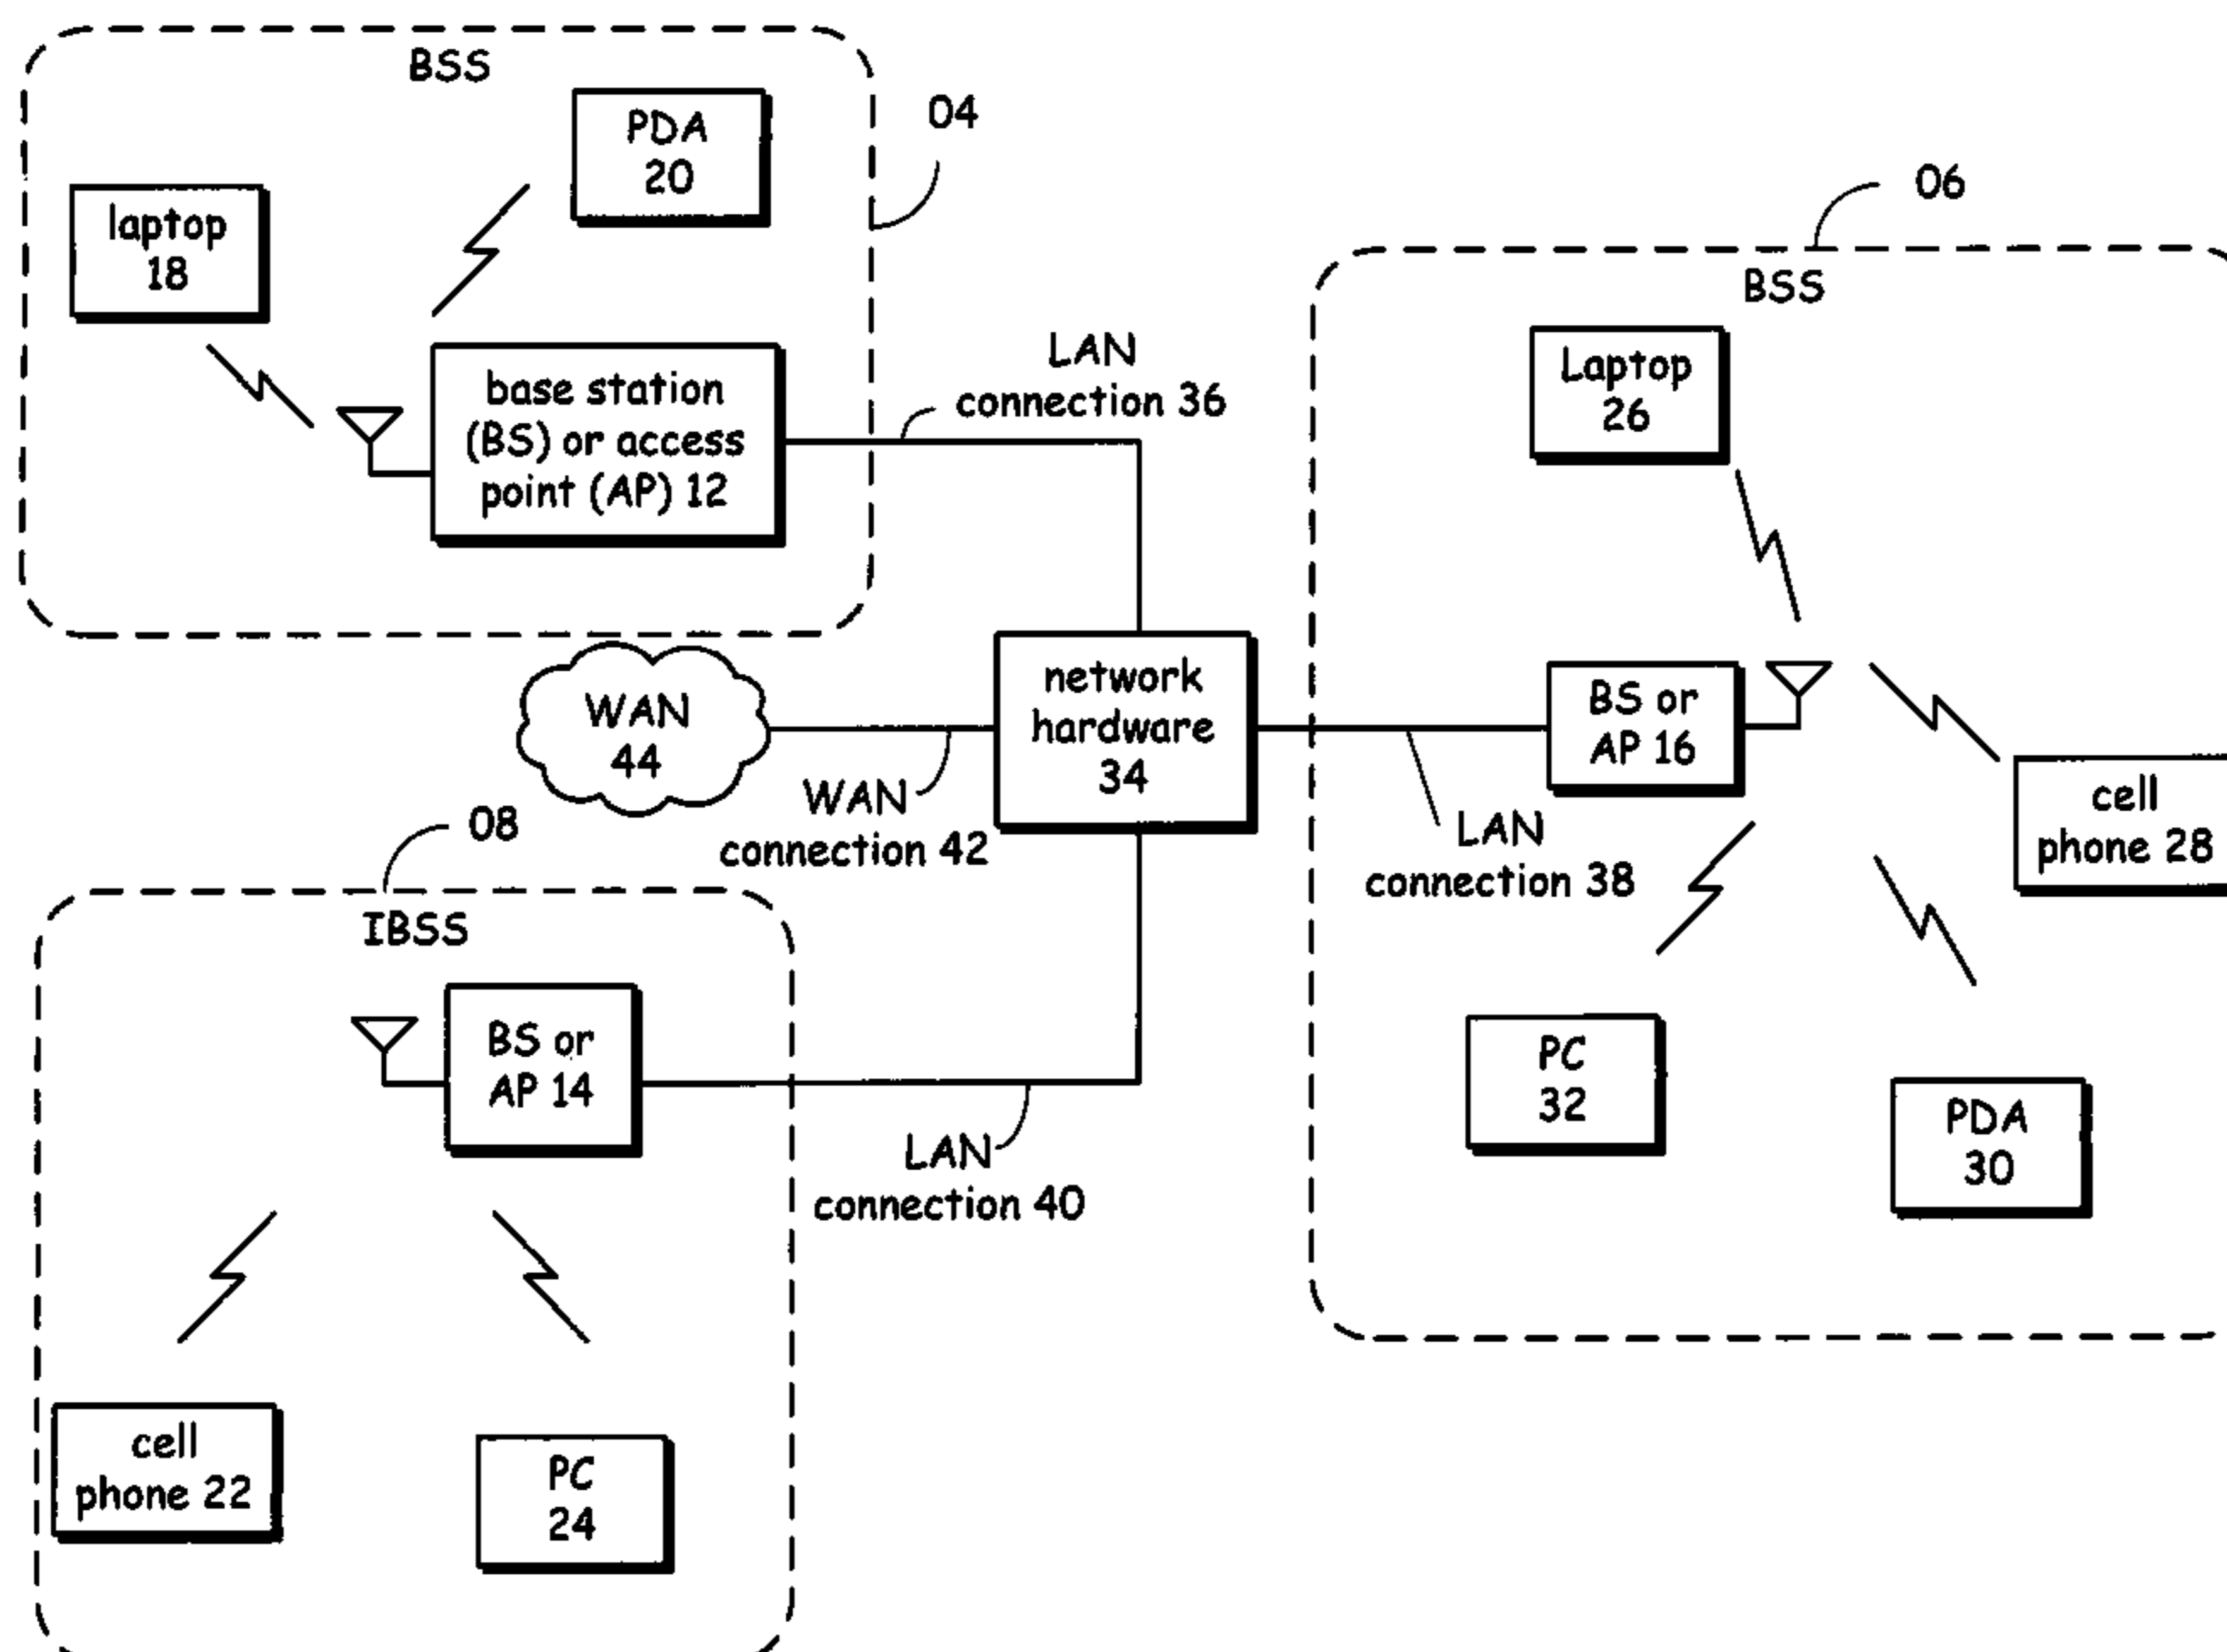 BSS
PDA
20
04
laptop
18
base station
(BS) or access
point (AP) 12
LAN
connection 36
06
BSS
Laptop
26
BS or
AP 16
cell
phone 28
LAN
connection 38
PC
32
PDA
30
network
hardware
34
WAN
44
WAN
connection 42
08
IBSS
BS or
AP 14
LAN
connection 40
cell
phone 22
PC
24